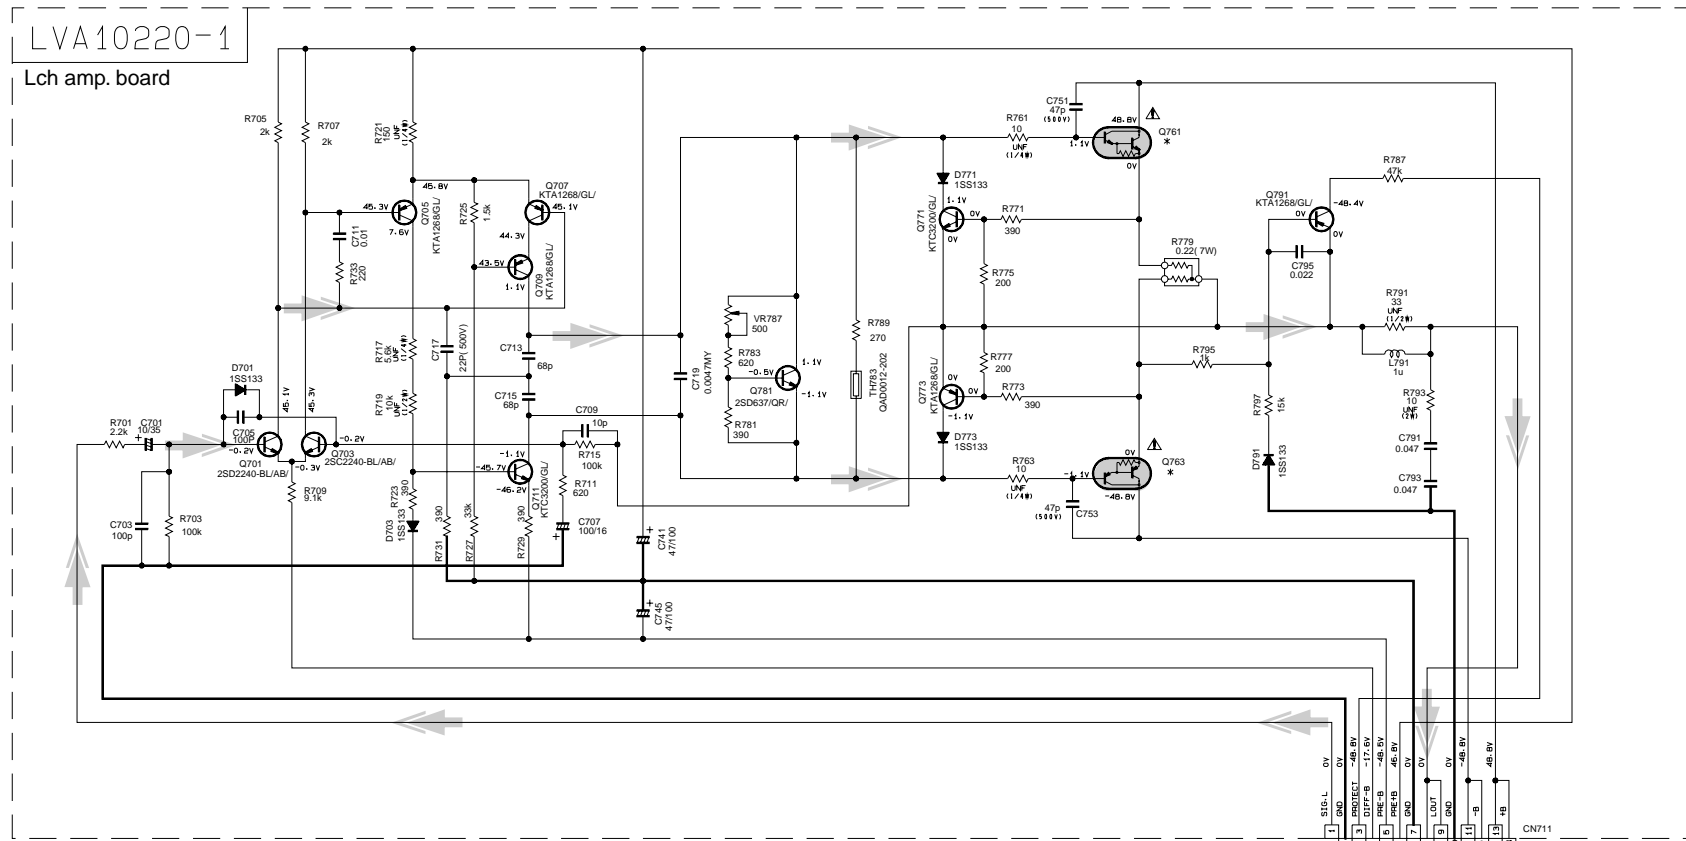 LVA10220-1
Lch amp. board
R705
2k
R707
2k
R721
150
UNF
(1/4W)
45.8V
Q707
KTA1268/GL/
45.1V
45.3V
Q705
KTA1268/GL/
7.6V
R725
1.5k
44.3V
C711
0.01
R733
220
43.5V
Q709
KTA1268/GL/
1.1V
C751
47p
(500V)
R761
10
UNF
(1/4W)
48.8V
1.1V
0V
Q761
*
D771
1SS133
1.1V
Q771
KTC3200/GL/
0V
0V
R771
390
R775
200
R779
0.22( 7W)
R787
47k
Q791
KTA1268/GL/
0V
-48.4V
0V
C795
0.022
R791
33
UNF
(1/2W)
L791
1u
VR787
500
R783
620
R789
270
C719
0.0047MY
-0.5V
Q781
2SD637/QR/
1.1V
-1.1V
R781
390
TH783
QAD0012-202
R777
200
Q773
KTA1268/GL/
0V
0V
-1.1V
R773
390
R795
1k
R797
15k
R793
10
UNF
(2W)
D773
1SS133
D791
1SS133
C791
0.047
C793
0.047
R717
5.6k
UNF
(1/4W)
C717
22P( 500V)
C713
68p
C715
68p
R719
10k
UNF
(1/2W)
D701
1SS133
C705
100P
45.1V
45.3V
R701
2.2k
C701
10/35
+
-0.2V
Q701
2SD2240-BL/AB/
-0.2V
Q703
2SC2240-BL/AB/
-0.3V
R709
9.1k
C709
10p
R715
100k
R711
620
C707
100/16
+
-1.1V
-45.7V
-46.2V
Q711
KTC3200/GL/
R723
390
D703
1SS133
R731
390
R727
33k
R729
390
C703
100p
R703
100k
+
C741
47/100
+
C745
47/100
R763
10
UNF
(1/4W)
-1.1V
0V
-48.8V
Q763
*
47p
(500V)
C753
0V
0V
-48.8V
-17.6V
-48.5V
46.8V
0V
0V
0V
-48.8V
48.8V
SIG.L
GND
PROTECT
DIFF-B
PRE-B
PRE+B
GND
LOUT
GND
-B
+B
1
3
5
7
9
11
13
CN711